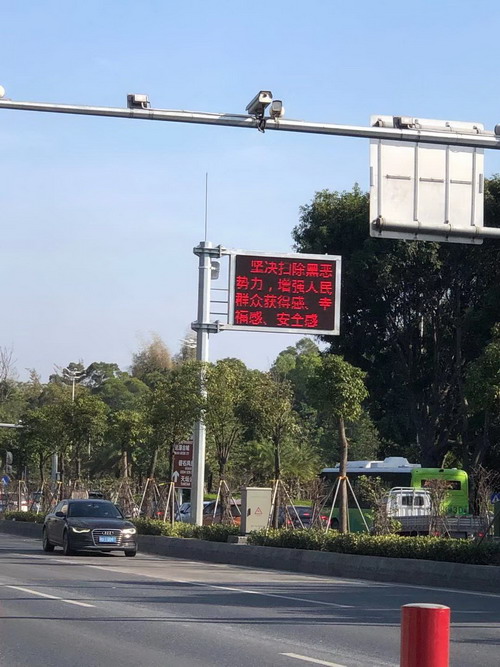 坚决扫除黑恶
势力，增强人民
群众获得感、幸
福感、安全感